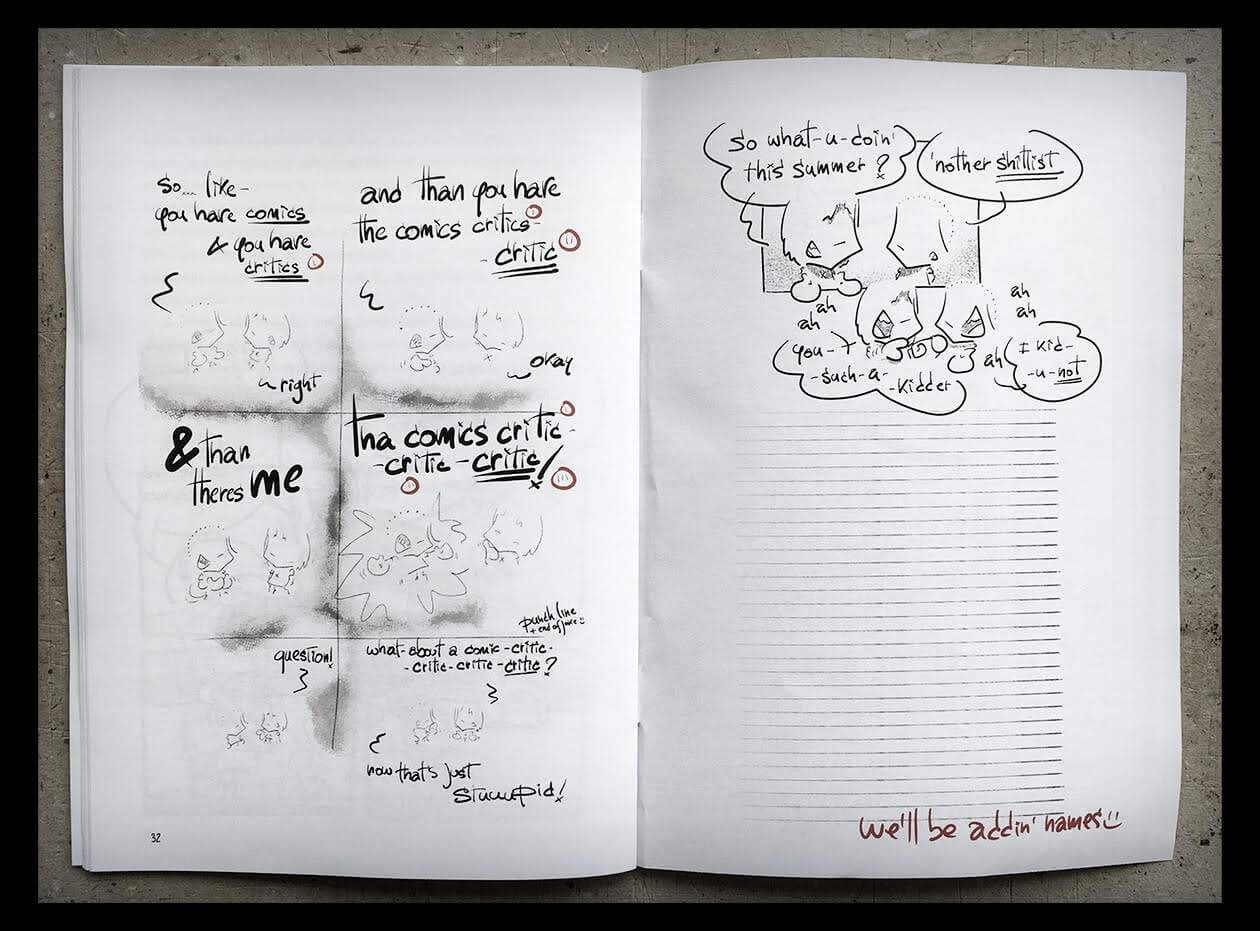 So... like-
you have comics
& you have
critics
right
and than you have
the comics critics-
-critic
okay
& than
theres me
tha comics critic-
-critic-critic!
punch line
+ end of joke
question!
what-about a comic-critic-
-critic-critic-critic?
now that's just
stuuupid!
32
So what-u-doin'
this summer?
'nother shitlist
ah
ah
you-
-such-a-
-kidder
ah
ah
ah
I kid-
-u-not
we'll be addin' names